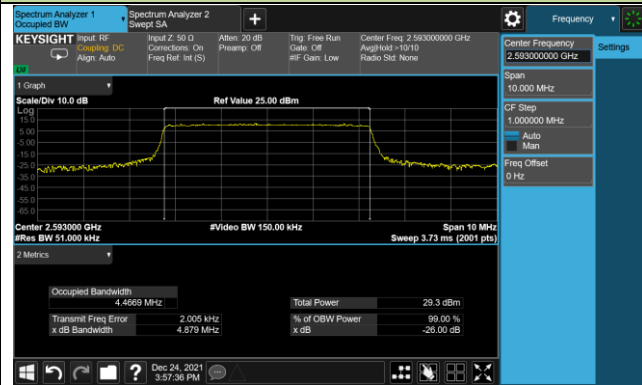 Spectrum Analyzer 1
Occupied BW
Spectrum Analyzer 2
Swept SA
+
Frequency
KEYSIGHT
Input: RF
Coupling: DC
Align: Auto
Input Z: 50 Ω
Corrections: On
Freq Ref: Int (S)
Atten: 20 dB
Preamp: Off
Trig: Free Run
Gate: Off
#IF Gain: Low
Center Freq: 2.593000000 GHz
Avg|Hold:>10/10
Radio Std: None
Center Frequency
2.593000000 GHz
Settings
Span
10.000 MHz
CF Step
1.000000 MHz
Auto
Man
Freq Offset
0 Hz
1 Graph
Scale/Div 10.0 dB
Ref Value 25.00 dBm
Log
15.0
5.00
-5.00
-15.0
-25.0
-35.0
-45.0
-55.0
-65.0
Center 2.593000 GHz
#Video BW 150.00 kHz
Span 10 MHz
#Res BW 51.000 kHz
Sweep 3.73 ms (2001 pts)
2 Metrics
Occupied Bandwidth
4.4669 MHz
Total Power 29.3 dBm
Transmit Freq Error 2.005 kHz
% of OBW Power 99.00 %
x dB Bandwidth 4.879 MHz
x dB -26.00 dB
?
Dec 24, 2021
3:57:36 PM